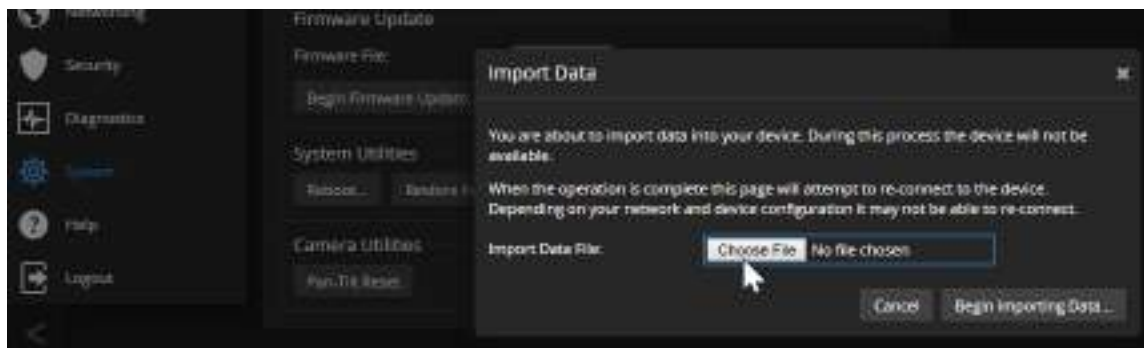 Networking
Security
Diagnostics
System
Help
Logout
Firmware Update
Firmware File:
Begin Firmware Update
System Utilities
Reboot...
Camera Utilities
Pan-Tilt Reset
Import Data
You are about to import data into your device. During this process the device will not be
available.
When the operation is complete this page will attempt to re-connect to the device.
Depending on your network and device configuration it may not be able to re-connect.
Import Data File: Choose File No file chosen
Cancel Begin Importing Data...